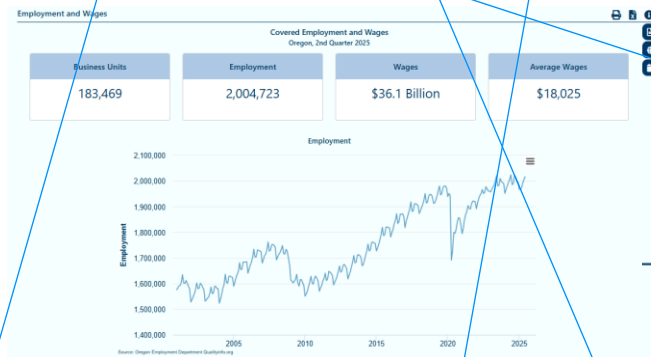 Employment and Wages
Covered Employment and Wages
Oregon, 2nd Quarter 2025
Business Units
Employment
Wages
Average Wages
183,469
2,004,723
$36.1 Billion
$18,025
Employment
2,100,000
2,000,000
1,900,000
1,800,000
1,700,000
1,600,000
1,500,000
1,400,000
Employment
2005
2010
2015
2020
2025
Source: Oregon Employment Department Qualityinfo.org